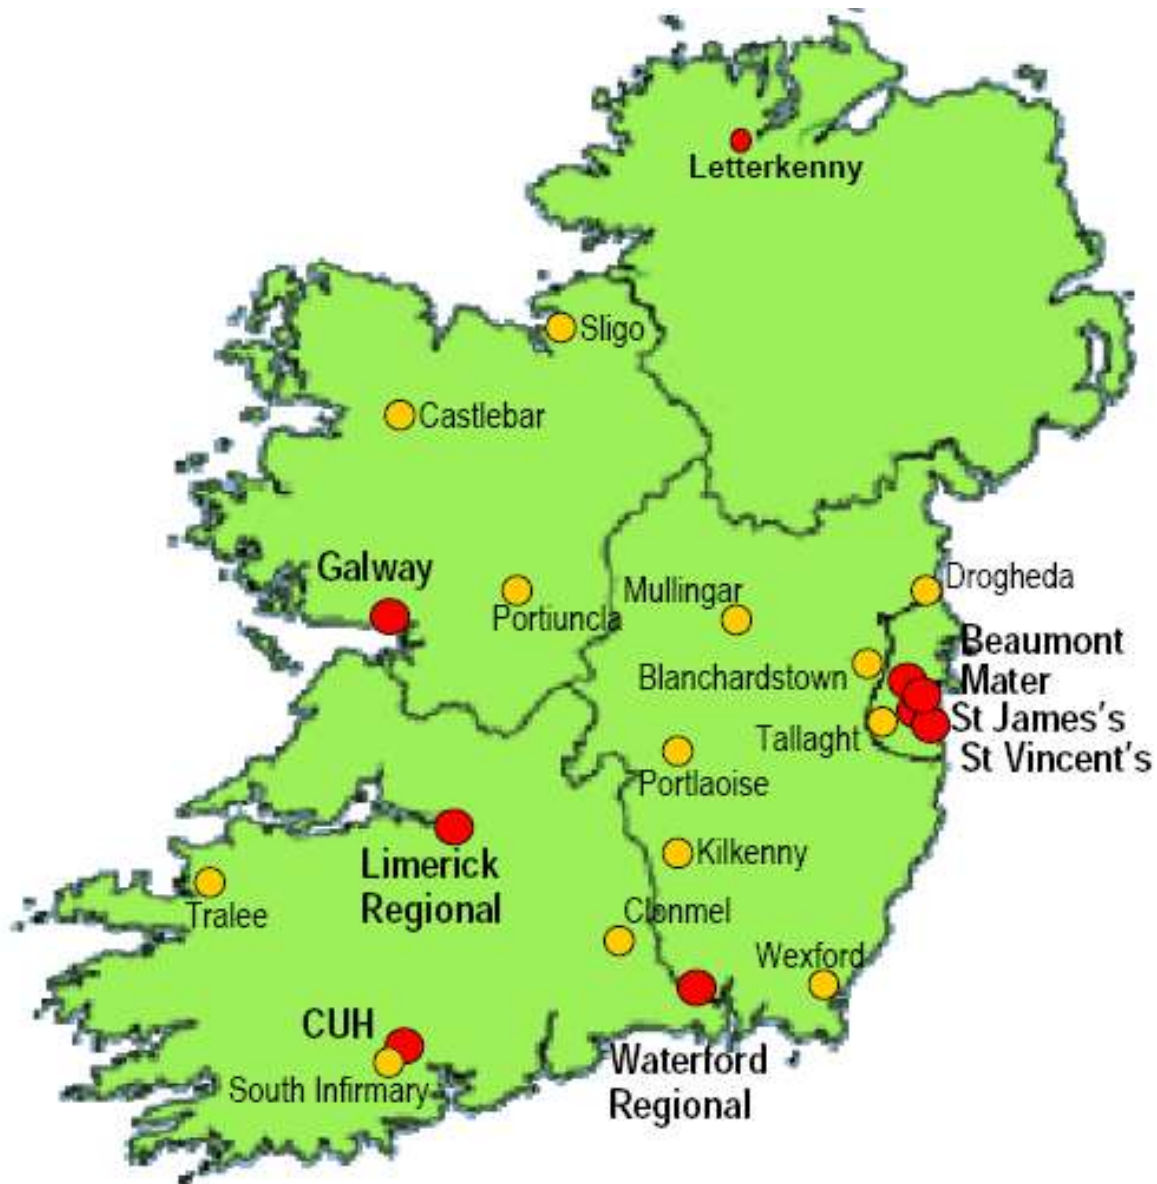 Letterkenny
Sligo
Castlebar
Galway
Portiuncla
Mullingar
Drogheda
Beaumont
Mater
St James's
St Vincent's
Blanchardstown
Tallaght
Portlaoise
Kilkenny
Limerick
Regional
Tralee
Clonmel
Wexford
CUH
South Infirmary
Waterford
Regional